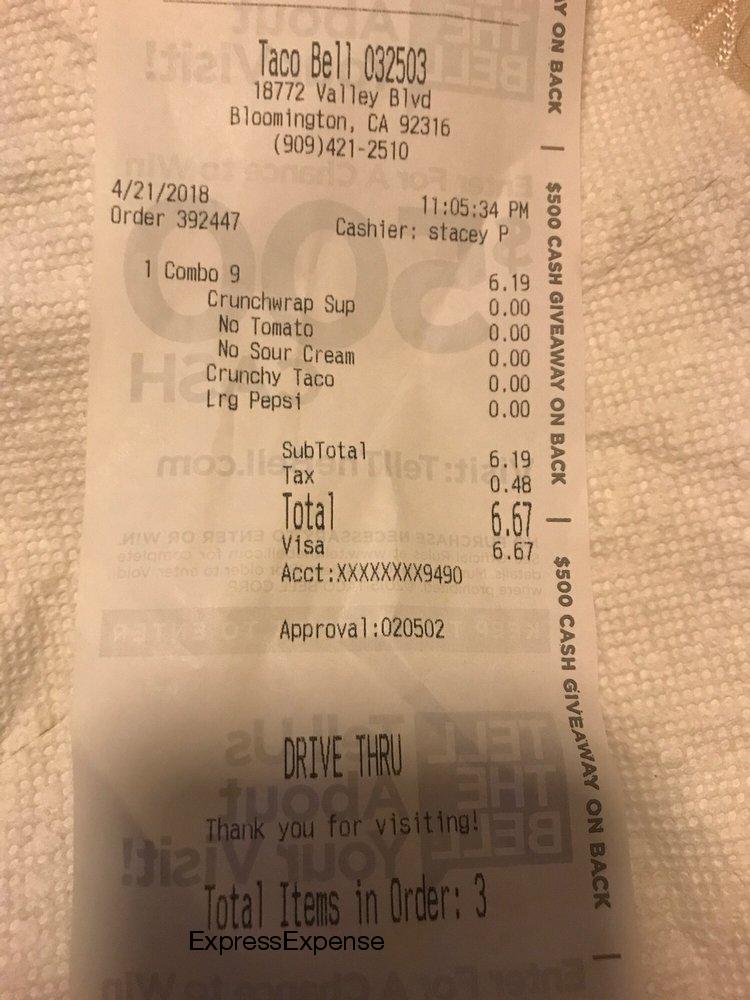 Taco Bell 032503
18772 Valley Blvd
Bloomington, CA 92316
(909)421-2510
4/21/2018 11:05:34 PM
Order 392447 Cashier: stacey P
1 Combo 9 6.19
Crunchwrap Sup 0.00
No Tomato 0.00
No Sour Cream 0.00
Crunchy Taco 0.00
Lrg Pepsi 0.00
SubTotal 6.19
Tax 0.48
Total 6.67
Visa 6.67
Acct:XXXXXXXX9490
Approval:020502
DRIVE THRU
Thank you for visiting!
Total Items in Order: 3
ExpressExpense
AY ON BACK | $500 CASH GIVEAWAY ON BACK | $500 CASH GIVEAWAY ON BACK |